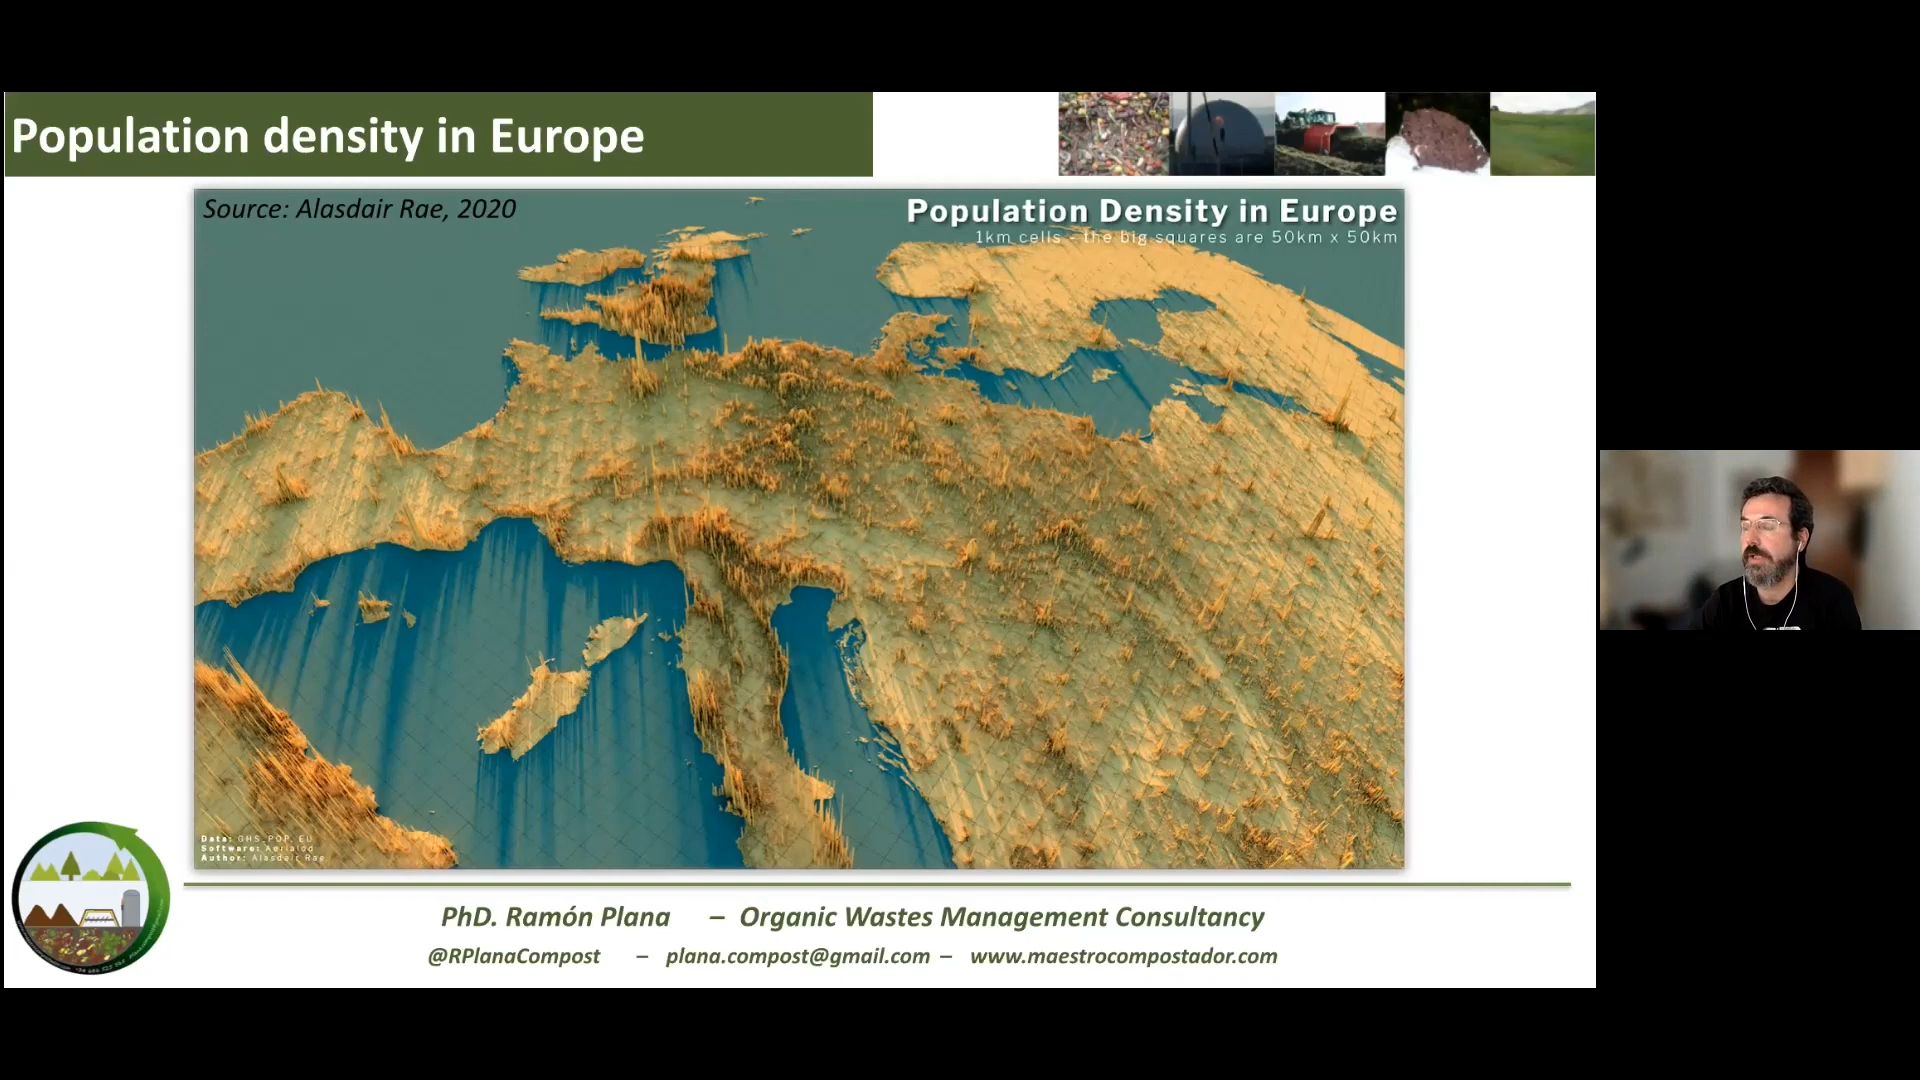 Population density in Europe
Source: Alasdair Rae, 2020
Population Density in Europe
1km cells - the big squares are 50km x 50km
Data: GHS_POP_EU
Software: Aerialod
Author: Alasdair Rae
PhD. Ramón Plana – Organic Wastes Management Consultancy
@RPlanaCompost – plana.compost@gmail.com – www.maestrocompostador.com